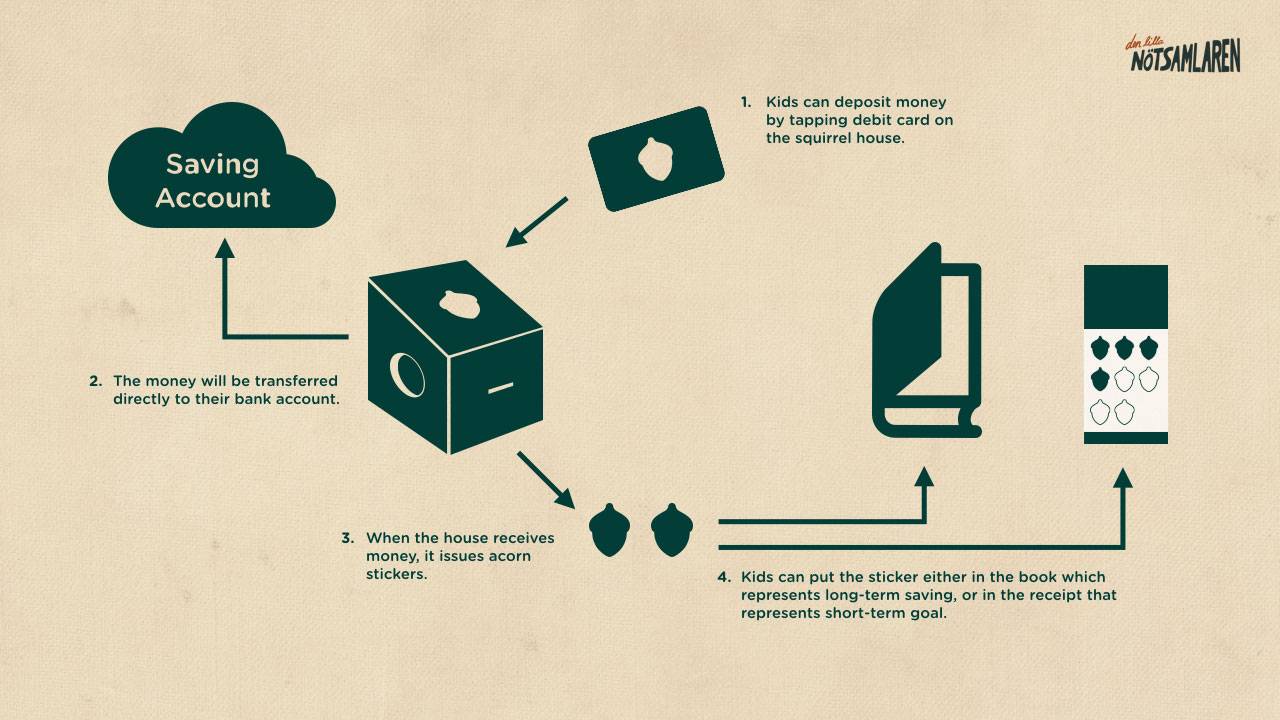 den lilla
NÖTSAMLAREN
Saving
Account
1. Kids can deposit money
by tapping debit card on
the squirrel house.
2. The money will be transferred
directly to their bank account.
3. When the house receives
money, it issues acorn
stickers.
4. Kids can put the sticker either in the book which
represents long-term saving, or in the receipt that
represents short-term goal.